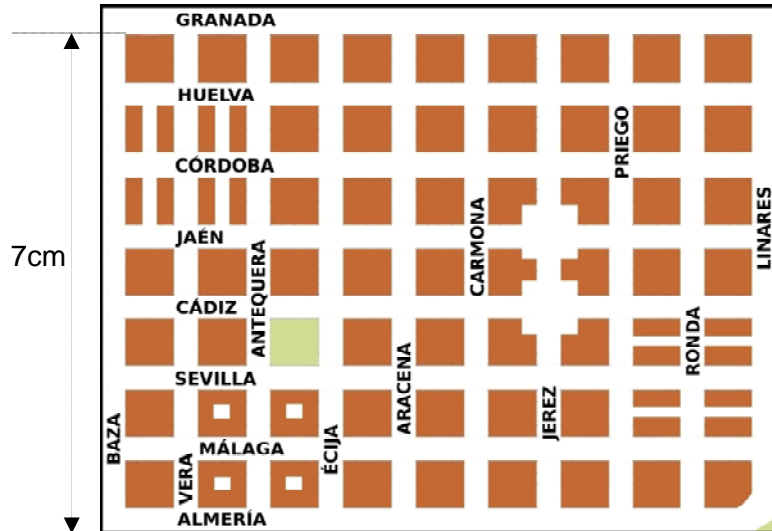 GRANADA
HUELVA
PRIEGO
CÓRDOBA
LINARES
JAÉN
CARMONA
7cm
ANTEQUERA
CÁDIZ
RONDA
ARACENA
SEVILLA
JEREZ
BAZA
ÉCIJA
MÁLAGA
VERA
ALMERÍA